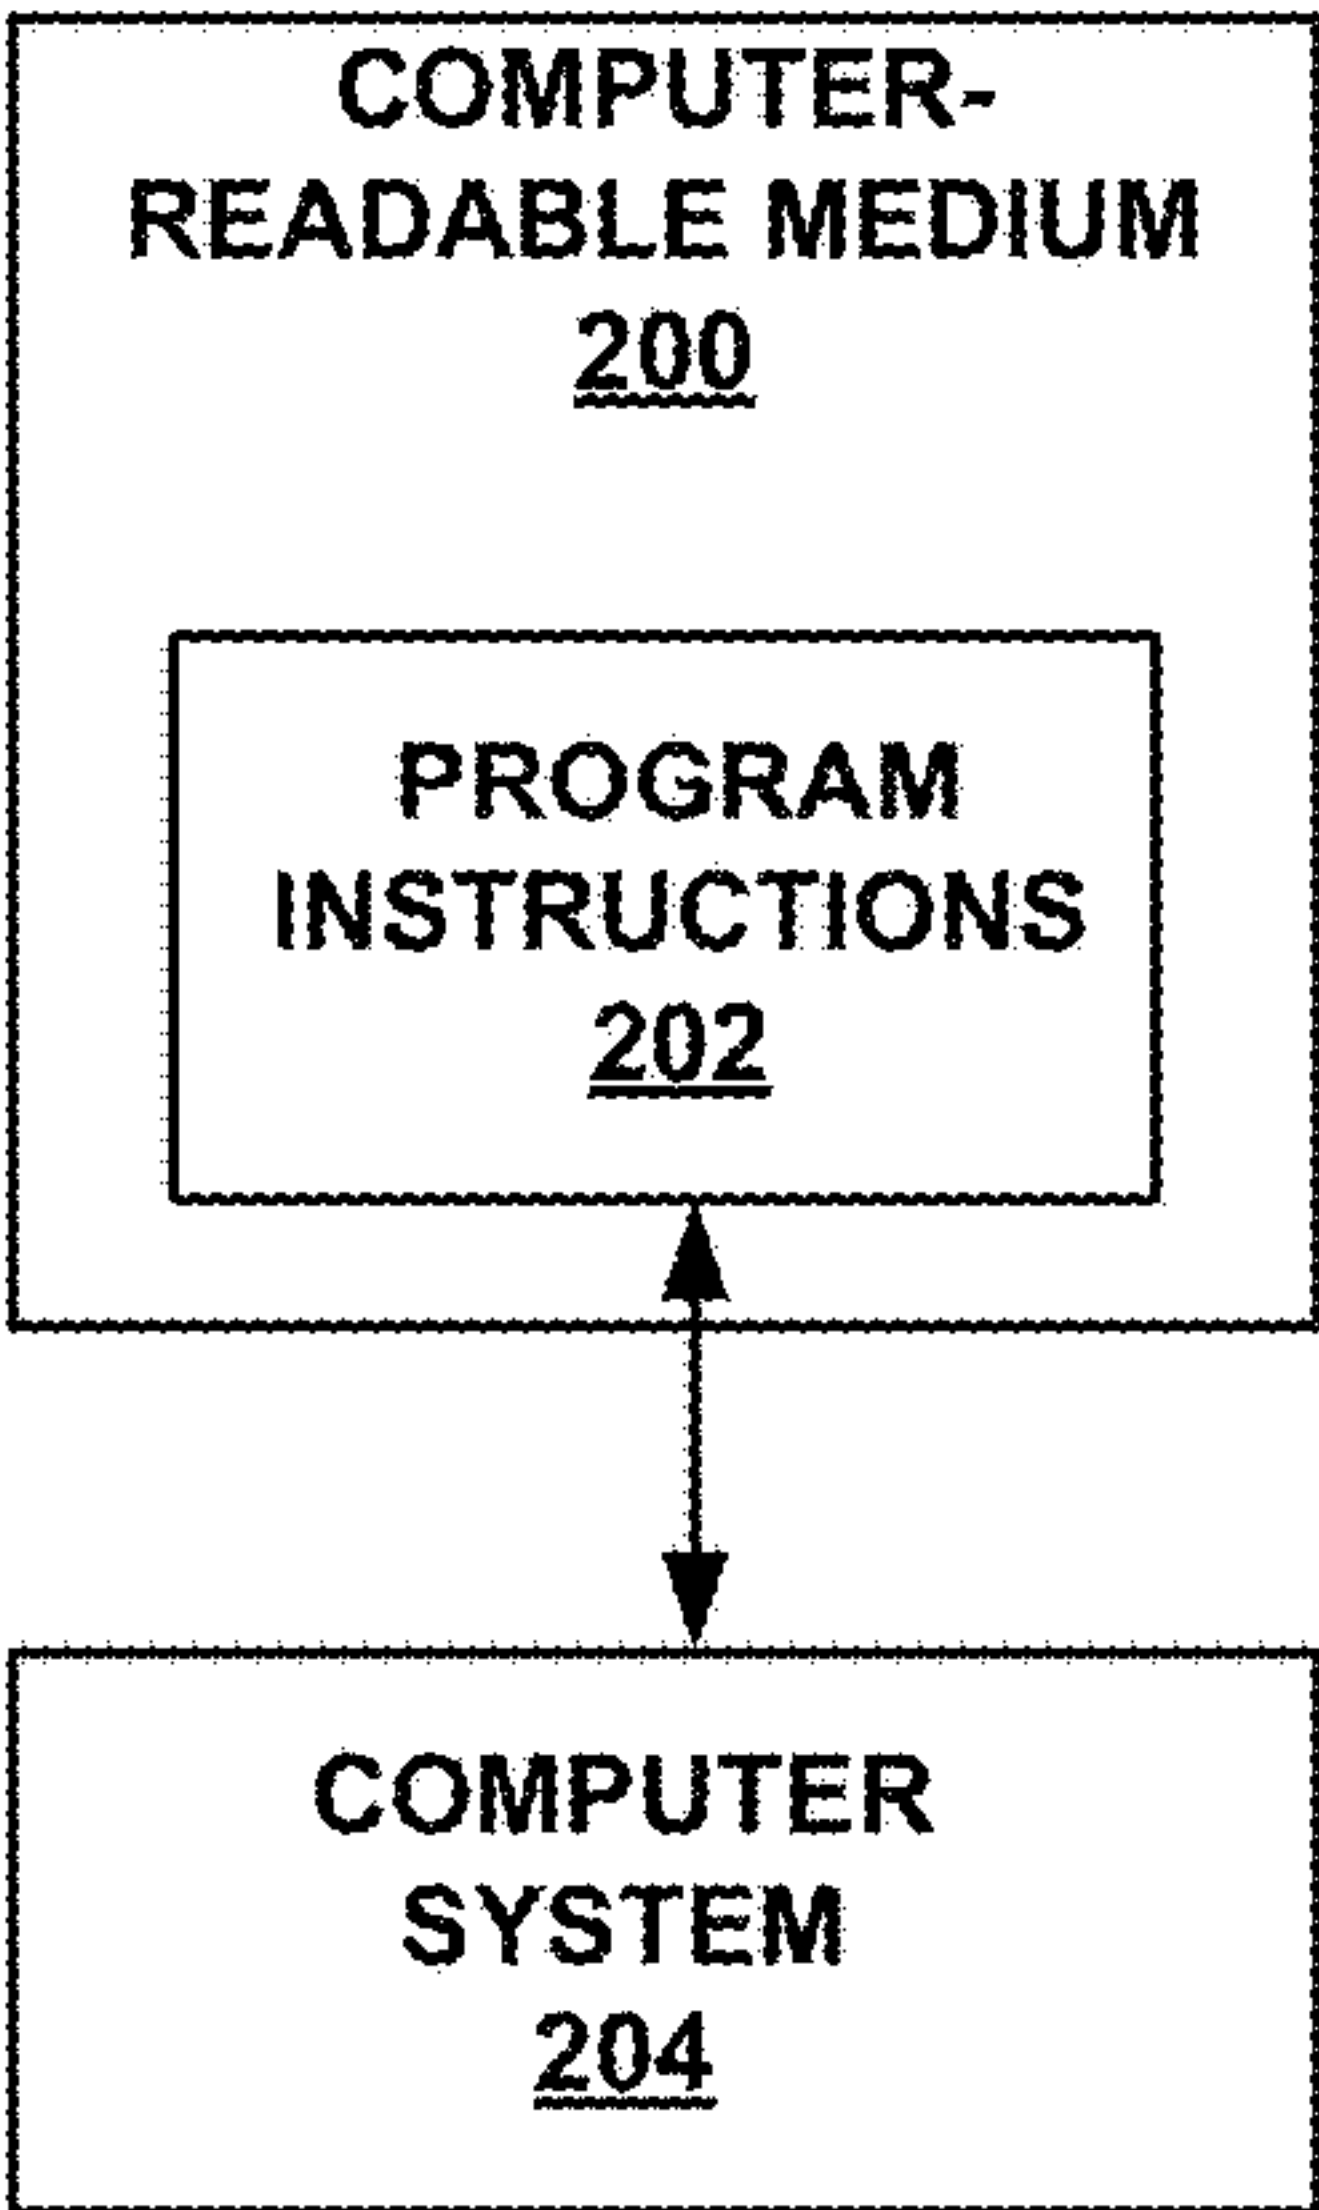 COMPUTER-
READABLE MEDIUM
200
PROGRAM
INSTRUCTIONS
202
COMPUTER
SYSTEM
204